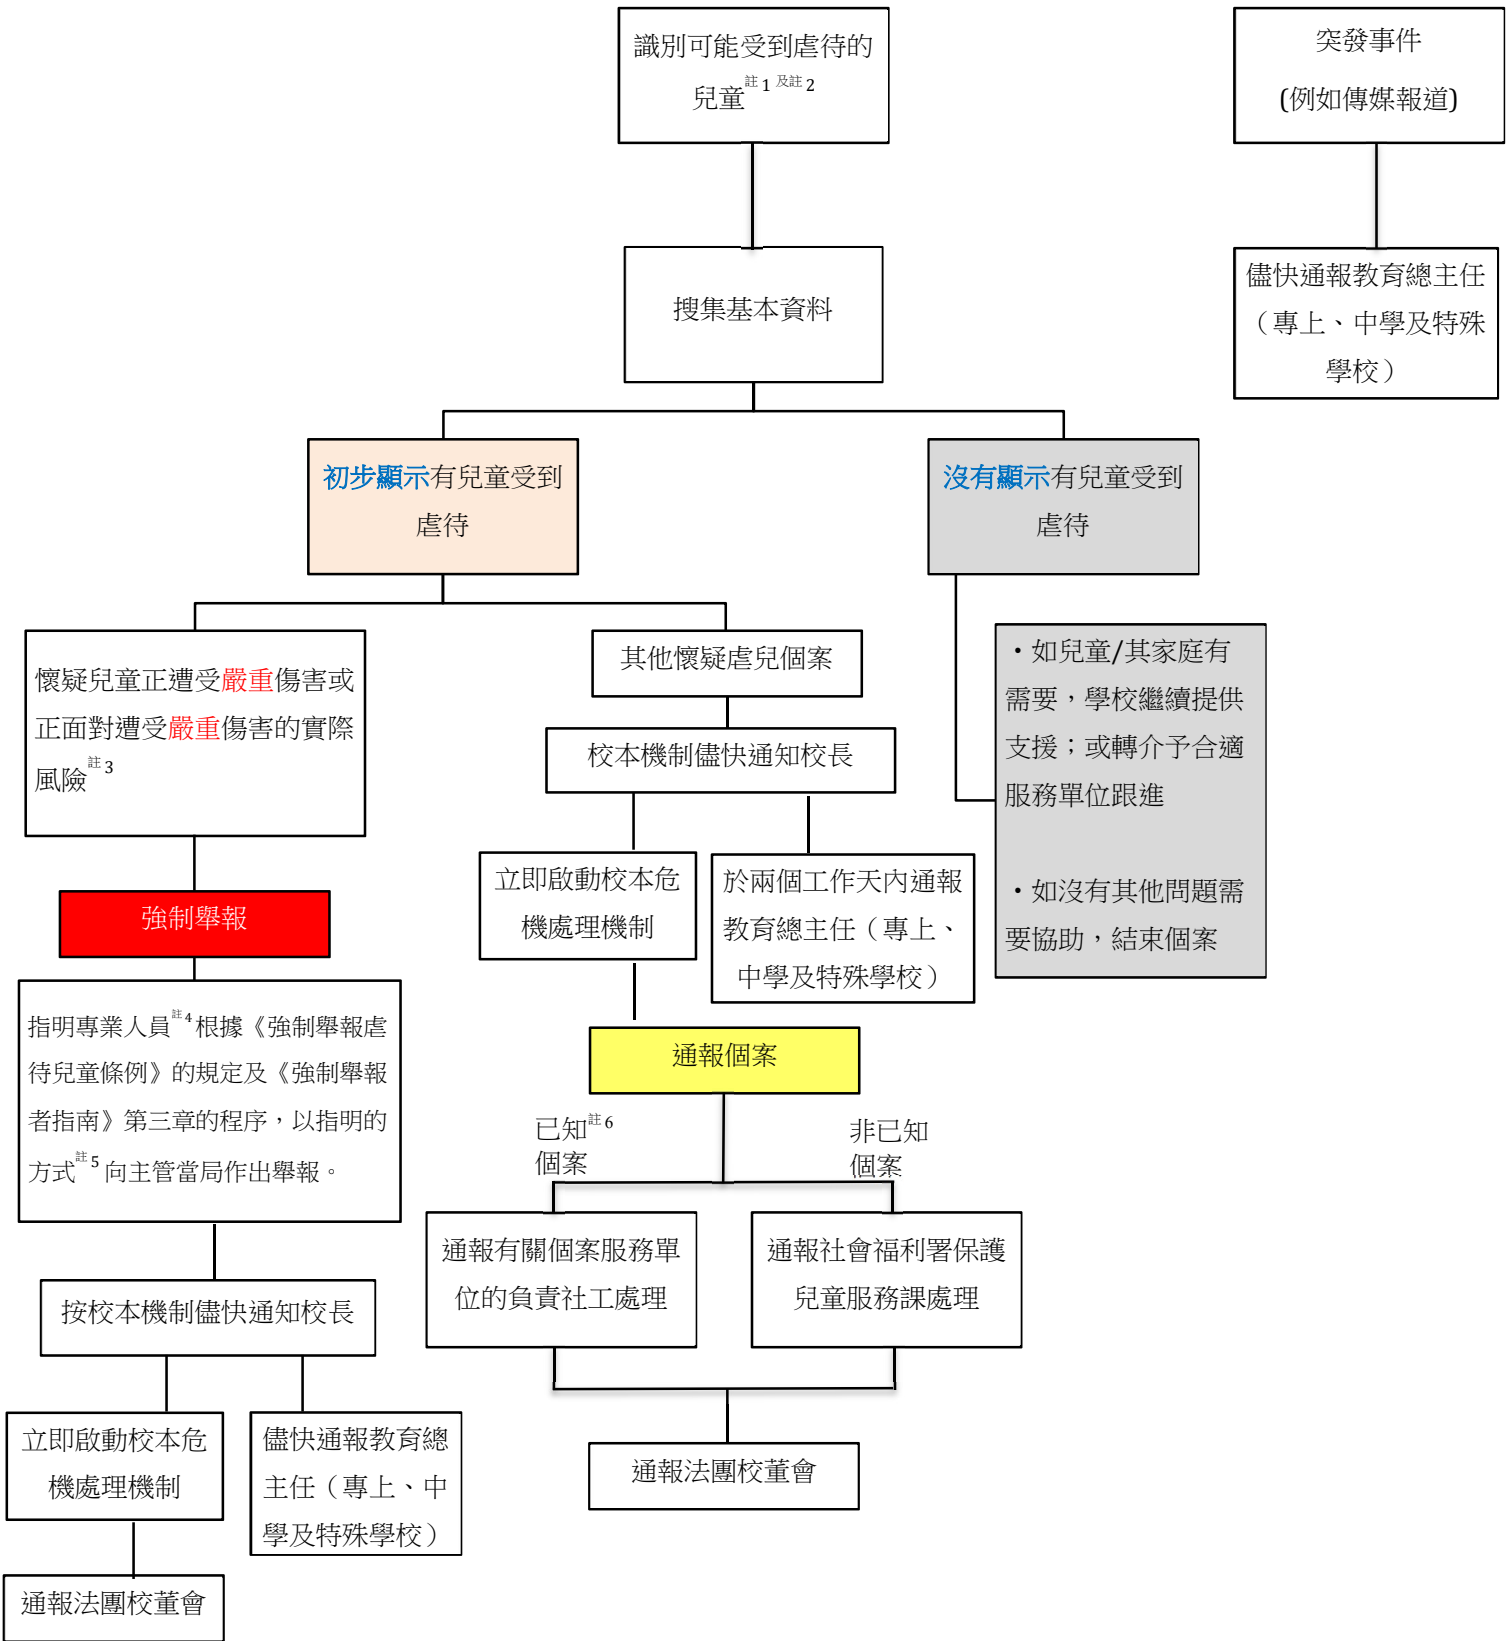 識別可能受到虐待的
兒童註1 及註2
突發事件
(例如傳媒報道)
搜集基本資料
儘快通報教育總主任
（專上、中學及特殊
學校）
初步顯示有兒童受到
虐待
沒有顯示有兒童受到
虐待
懷疑兒童正遭受嚴重傷害或
正面對遭受嚴重傷害的實際
風險註3
其他懷疑虐兒個案
校本機制儘快通知校長
・如兒童/其家庭有
需要，學校繼續提供
支援；或轉介予合適
服務單位跟進
・如沒有其他問題需
要協助，結束個案
強制舉報
立即啟動校本危
機處理機制
於兩個工作天內通報
教育總主任（專上、
中學及特殊學校）
指明專業人員註4根據《強制舉報虐
待兒童條例》的規定及《強制舉報
者指南》第三章的程序，以指明的
方式註5向主管當局作出舉報。
通報個案
已知註6
個案
非已知
個案
通報有關個案服務單
位的負責社工處理
通報社會福利署保護
兒童服務課處理
按校本機制儘快通知校長
立即啟動校本危
機處理機制
儘快通報教育總
主任（專上、中
學及特殊學校）
通報法團校董會
通報法團校董會